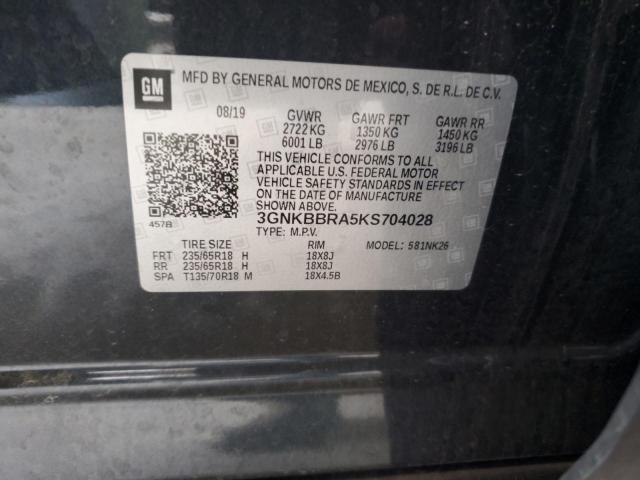 GM MFD BY GENERAL MOTORS DE MEXICO, S. DE R.L. DE C.V.
08/19 GVWR GAWR FRT GAWR RR
2722 KG 1350 KG 1450 KG
6001 LB 2976 LB 3196 LB
THIS VEHICLE CONFORMS TO ALL
APPLICABLE U.S. FEDERAL MOTOR
VEHICLE SAFETY STANDARDS IN EFFECT
ON THE DATE OF MANUFACTURE
SHOWN ABOVE.
457B 3GNKBBRA5KS704028
TYPE: M.P.V. MODEL: 581NK26
TIRE SIZE RIM
FRT 235/65R18 H 18X8J
RR 235/65R18 H 18X8J
SPA T135/70R18 M 18X4.5B